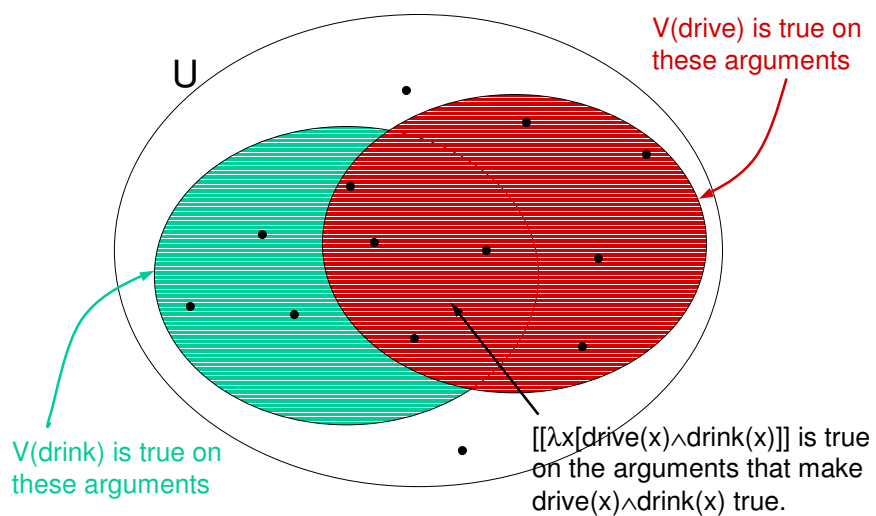 V(drive) is true on
these arguments
U
V(drink) is true on
these arguments
[[λx[drive(x)∧drink(x)]] is true
on the arguments that make
drive(x)∧drink(x) true.